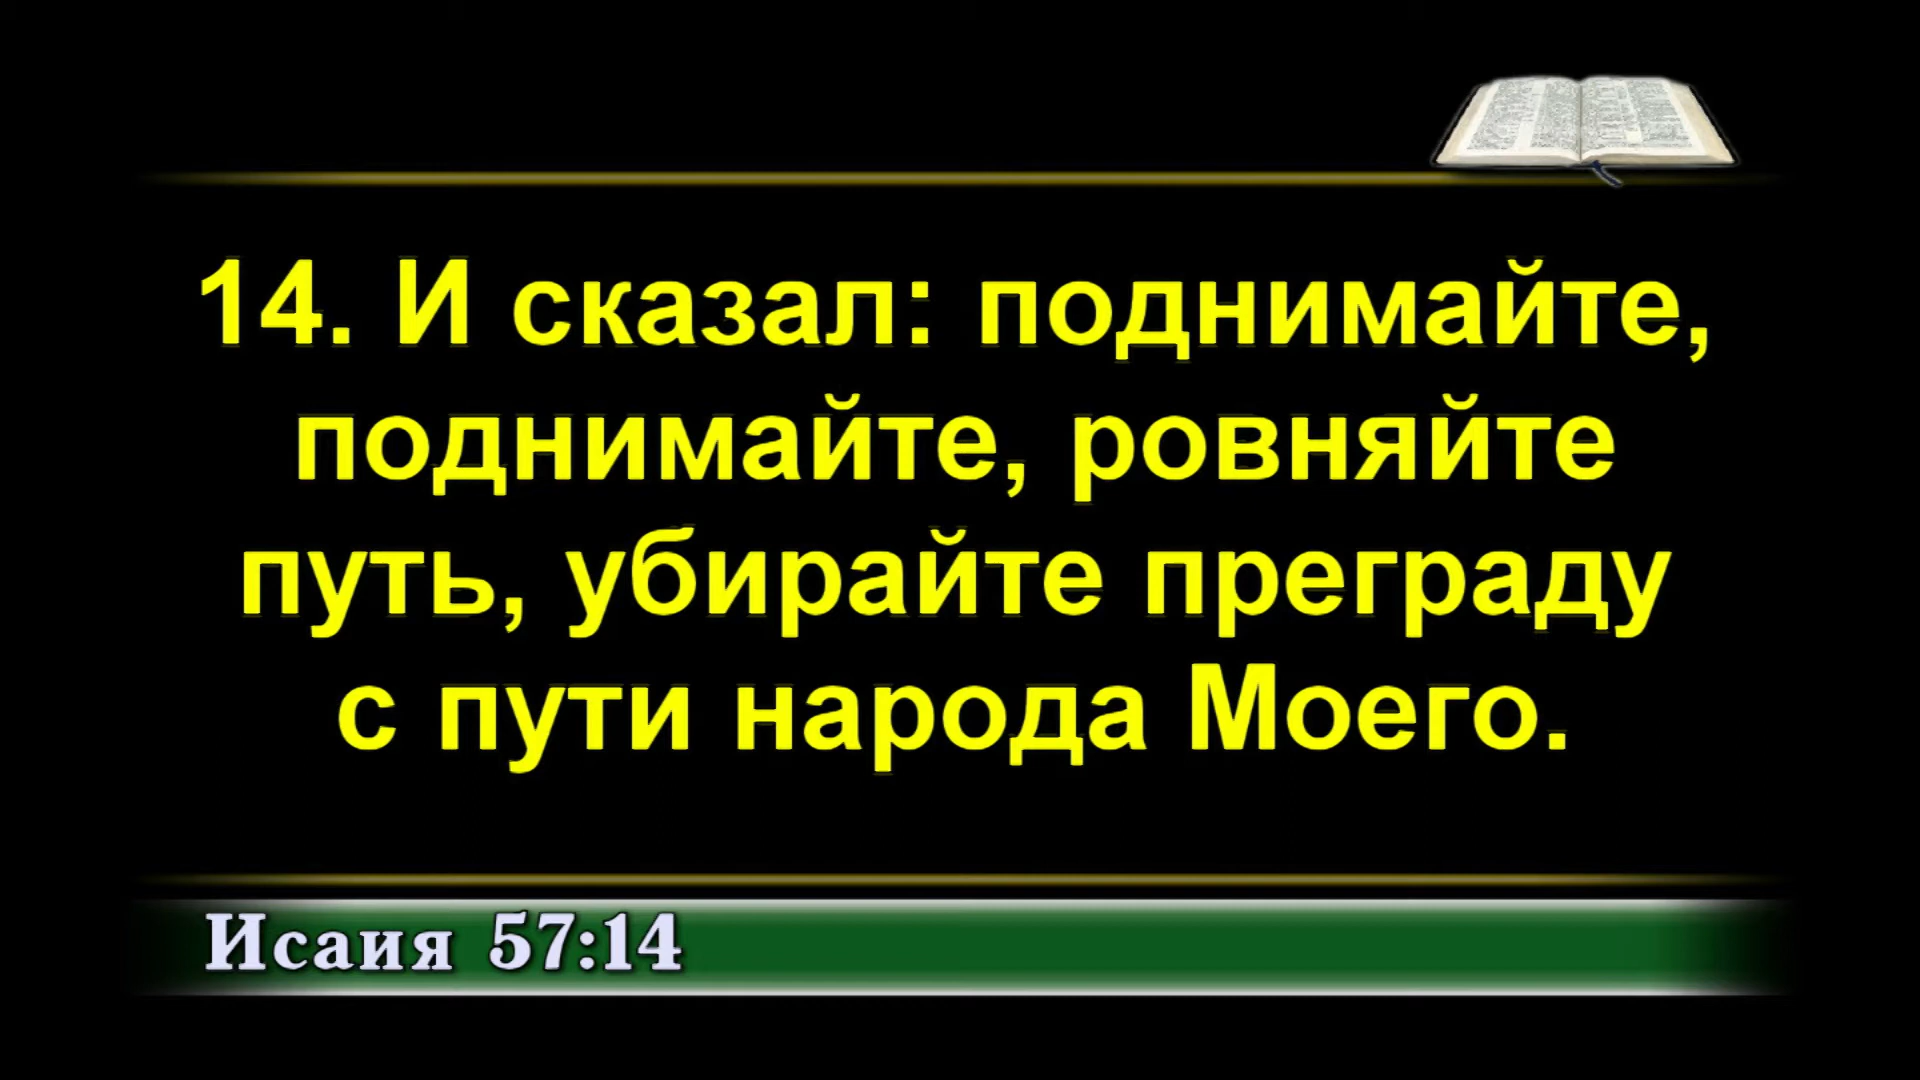 14. И сказал: поднимайте,
поднимайте, ровняйте
путь, убирайте преграду
с пути народа Моего.
Исаия 57:14